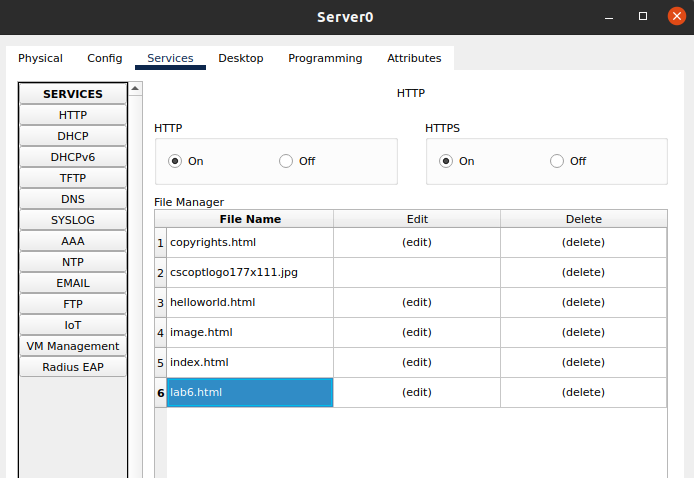 Server0
Physical Config Services Desktop Programming Attributes
SERVICES
HTTP
DHCP
DHCPv6
TFTP
DNS
SYSLOG
AAA
NTP
EMAIL
FTP
IoT
VM Management
Radius EAP
HTTP
HTTP HTTPS
On Off On Off
File Manager
File Name Edit Delete
1 copyrights.html (edit) (delete)
2 cscoptlogo177x111.jpg (delete)
3 helloworld.html (edit) (delete)
4 image.html (edit) (delete)
5 index.html (edit) (delete)
6 lab6.html (edit) (delete)